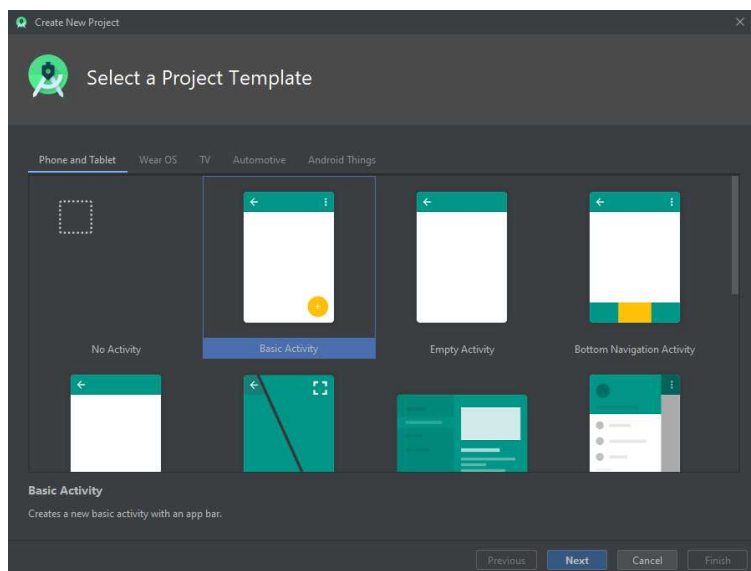 Create New Project
Select a Project Template
Phone and Tablet Wear OS TV Automotive Android Things
No Activity Basic Activity Empty Activity Bottom Navigation Activity
Basic Activity
Creates a new basic activity with an app bar.
Previous Next Cancel Finish